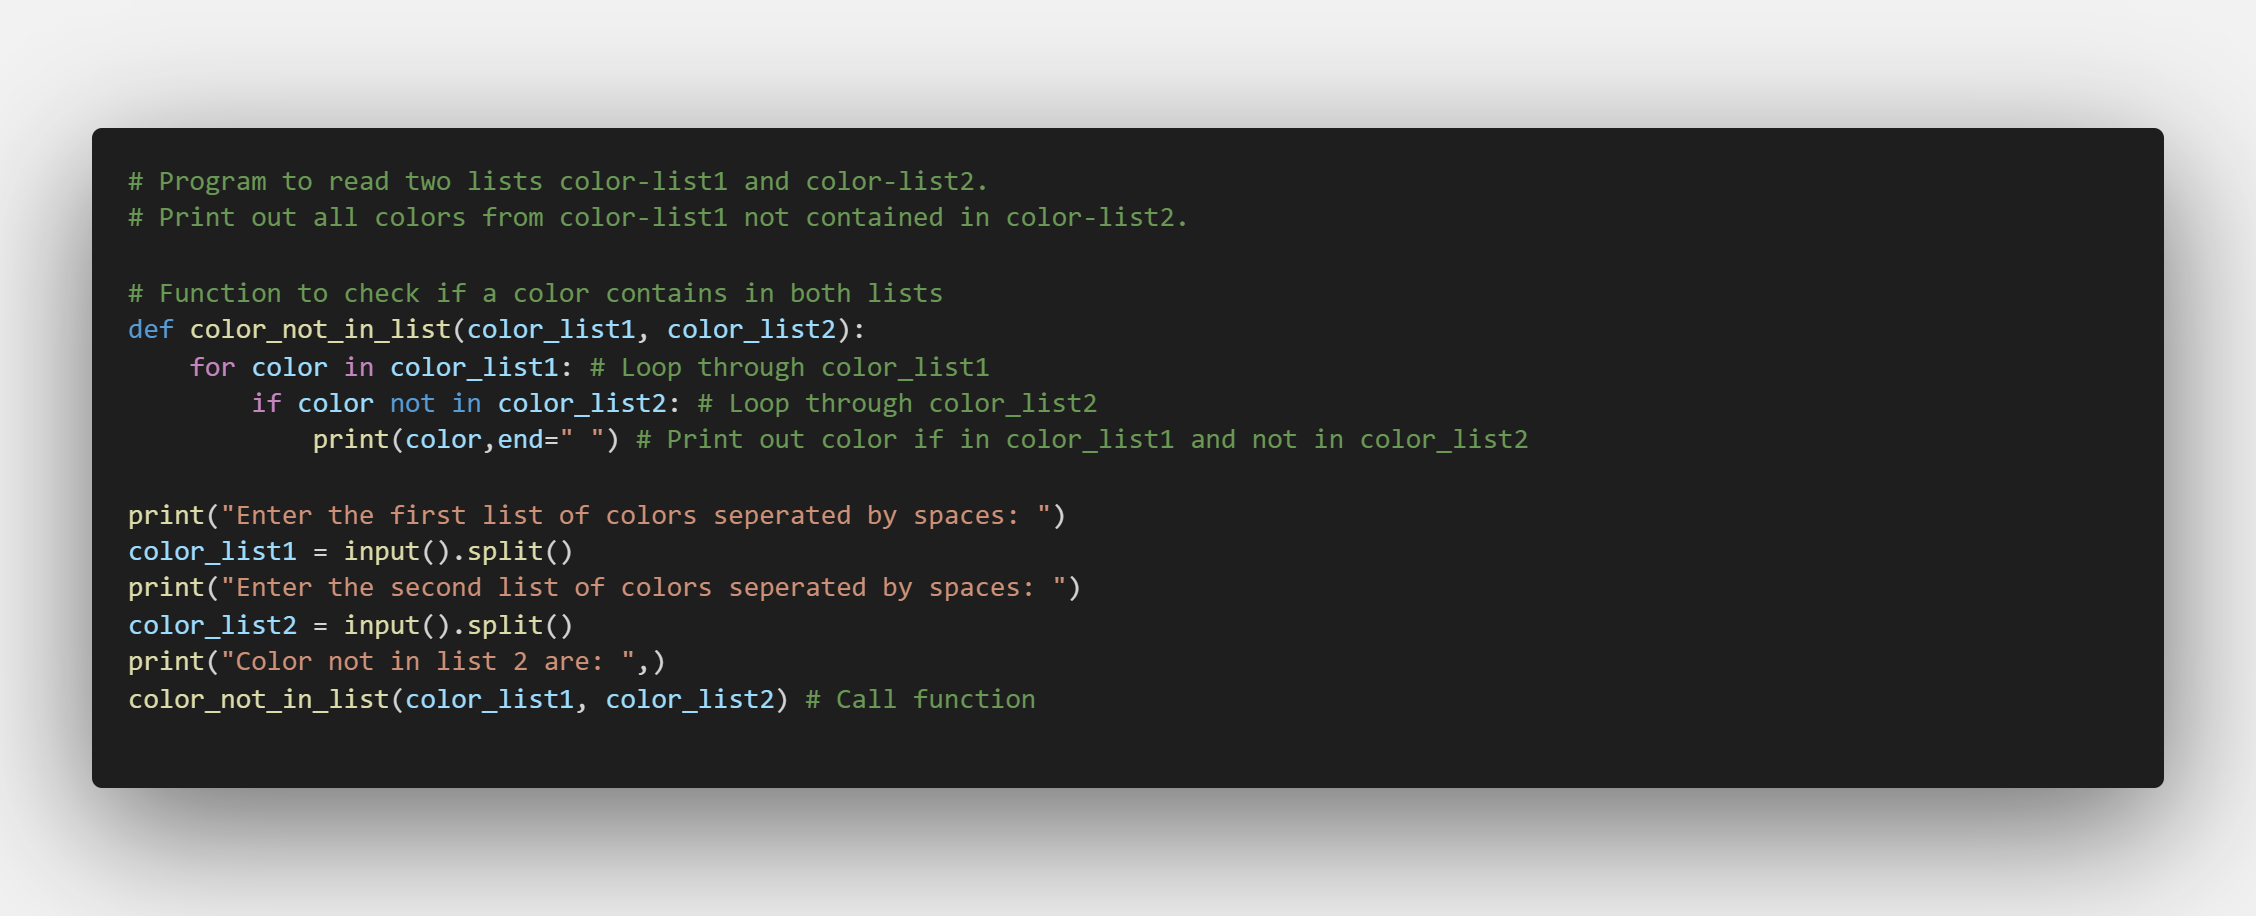 # Program to read two lists color-list1 and color-list2.
# Print out all colors from color-list1 not contained in color-list2.

# Function to check if a color contains in both lists
def color_not_in_list(color_list1, color_list2):
    for color in color_list1: # Loop through color_list1
        if color not in color_list2: # Loop through color_list2
            print(color,end=" ") # Print out color if in color_list1 and not in color_list2

print("Enter the first list of colors seperated by spaces: ")
color_list1 = input().split()
print("Enter the second list of colors seperated by spaces: ")
color_list2 = input().split()
print("Color not in list 2 are: ",)
color_not_in_list(color_list1, color_list2) # Call function